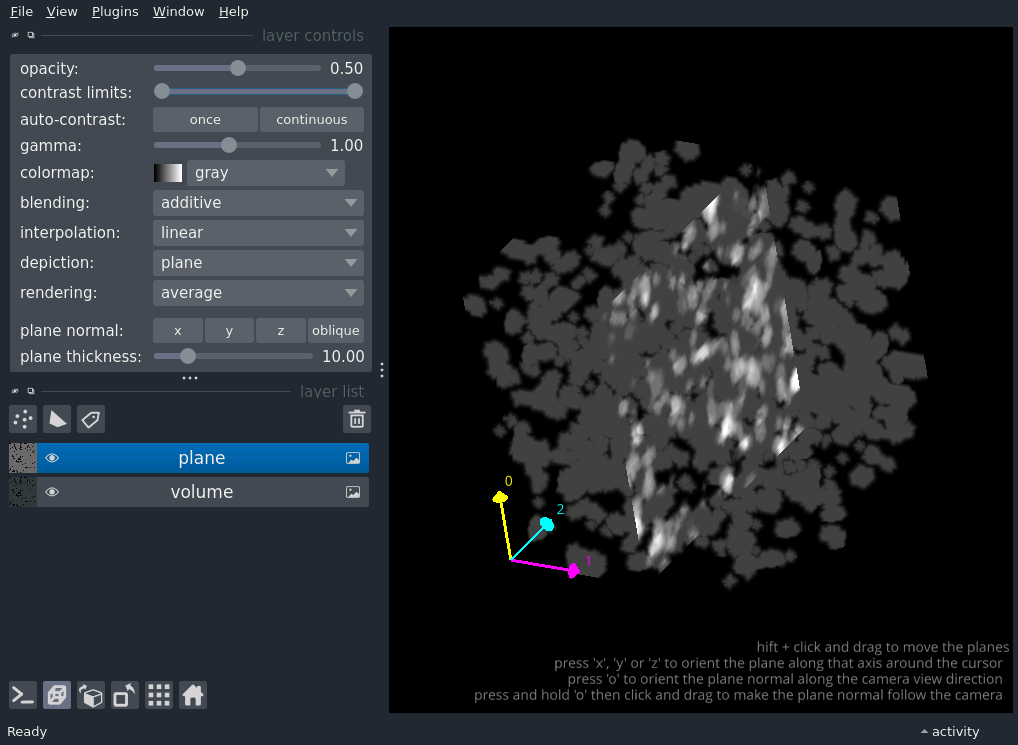 File View Plugins Window Help
layer controls
opacity: 0.50
contrast limits:
auto-contrast: once continuous
gamma: 1.00
colormap: gray
blending: additive
interpolation: linear
depiction: plane
rendering: average
plane normal: x y z oblique
plane thickness: 10.00
layer list
plane
volume
0
2
1
hift + click and drag to move the planes
press 'x', 'y' or 'z' to orient the plane along that axis around the cursor
press 'o' to orient the plane normal along the camera view direction
press and hold 'o' then click and drag to make the plane normal follow the camera
Ready activity